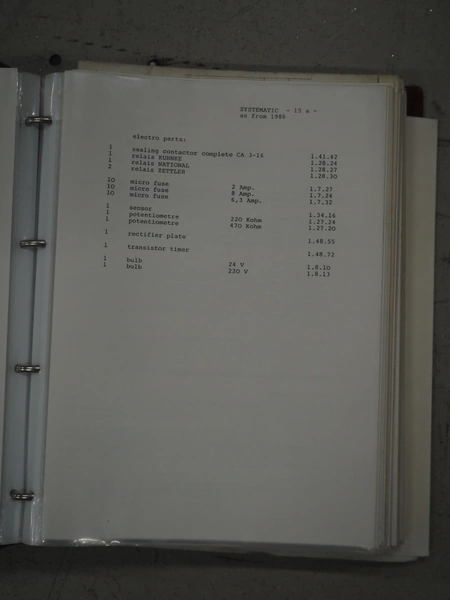 SYSTEMATIC - 15 a -
as from 1986
electro parts:
1 sealing contactor complete CA 3-16 1.41.42
1 relais KUHNKE 1.28.24
1 relais NATIONAL 1.28.27
2 relais ZETTLER 1.28.30
10 micro fuse 2 Amp. 1.7.27
10 micro fuse 8 Amp. 1.7.24
10 micro fuse 6,3 Amp. 1.7.32
1 sensor 1.34.16
1 potentiometre 220 Kohm 1.27.24
1 potentiometre 470 Kohm 1.27.20
1 rectifier plate 1.48.55
1 transistor timer 1.48.72
1 bulb 24 V 1.8.10
1 bulb 220 V 1.8.13